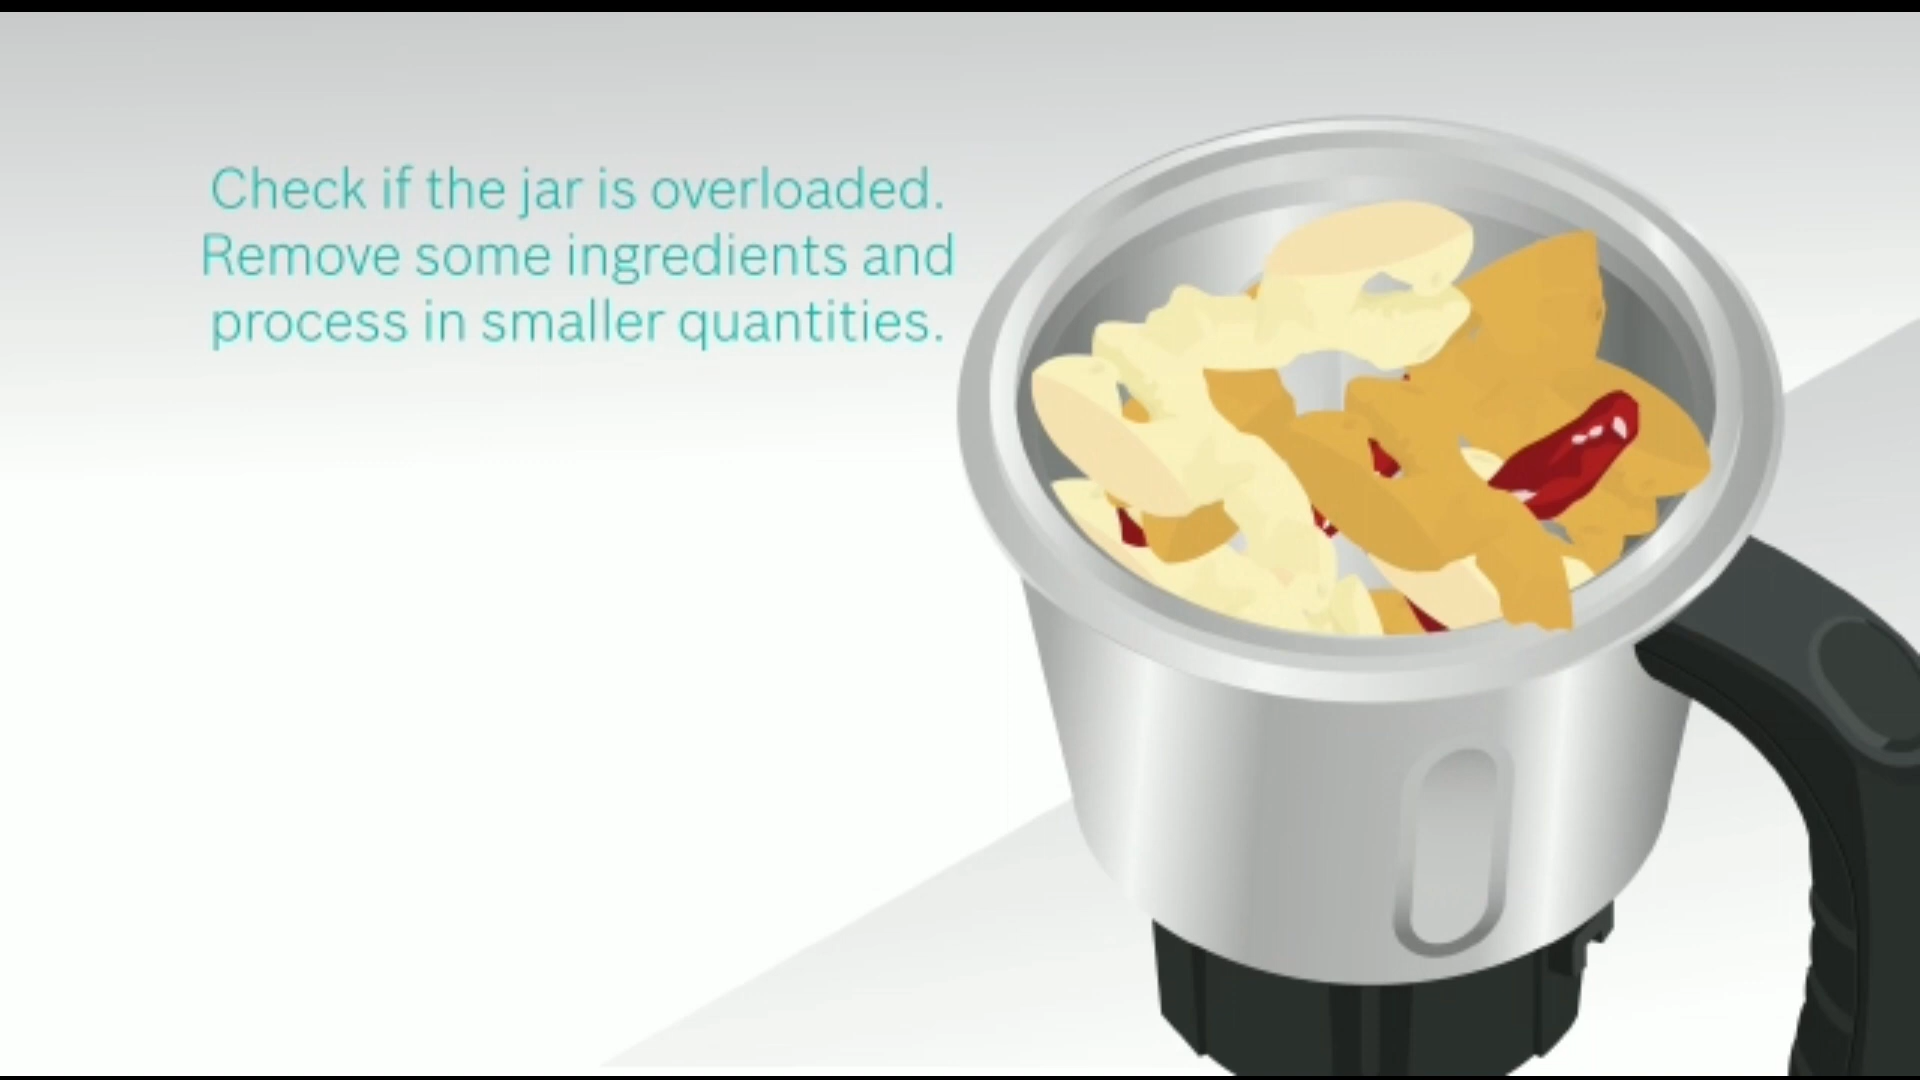 Check if the jar is overloaded.
Remove some ingredients and
process in smaller quantities.